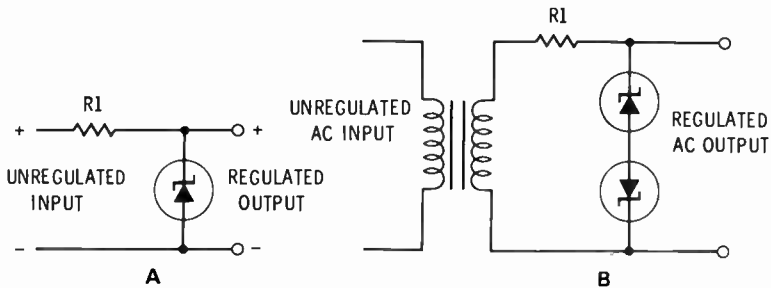 R1
+
+
UNREGULATED
INPUT
REGULATED
OUTPUT
−
−
A
R1
UNREGULATED
AC INPUT
REGULATED
AC OUTPUT
B